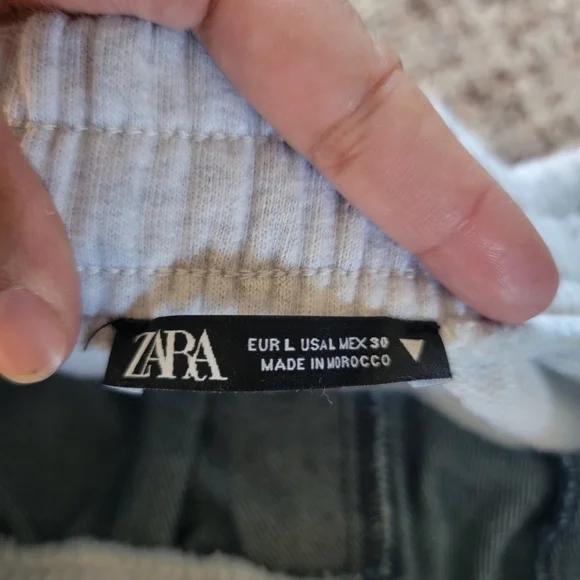 ZARA
EUR L USA L MEX 30
MADE IN MOROCCO